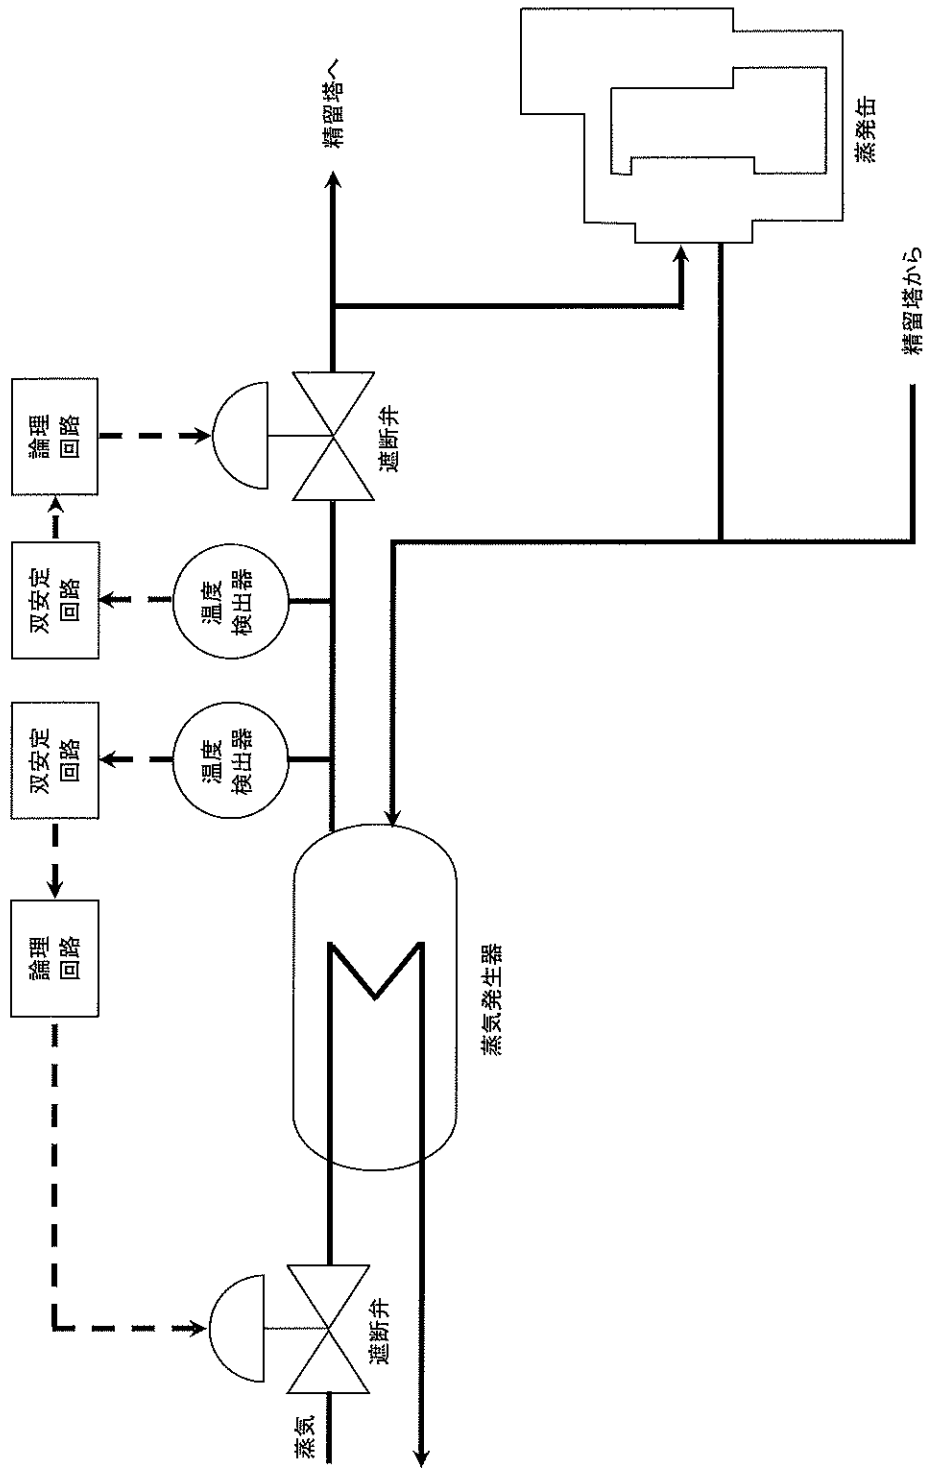 論理
回路
双安定
回路
双安定
回路
論理
回路
温度
検出器
温度
検出器
蒸気
遮断弁
蒸気発生器
遮断弁
精留塔へ
蒸発缶
精留塔から